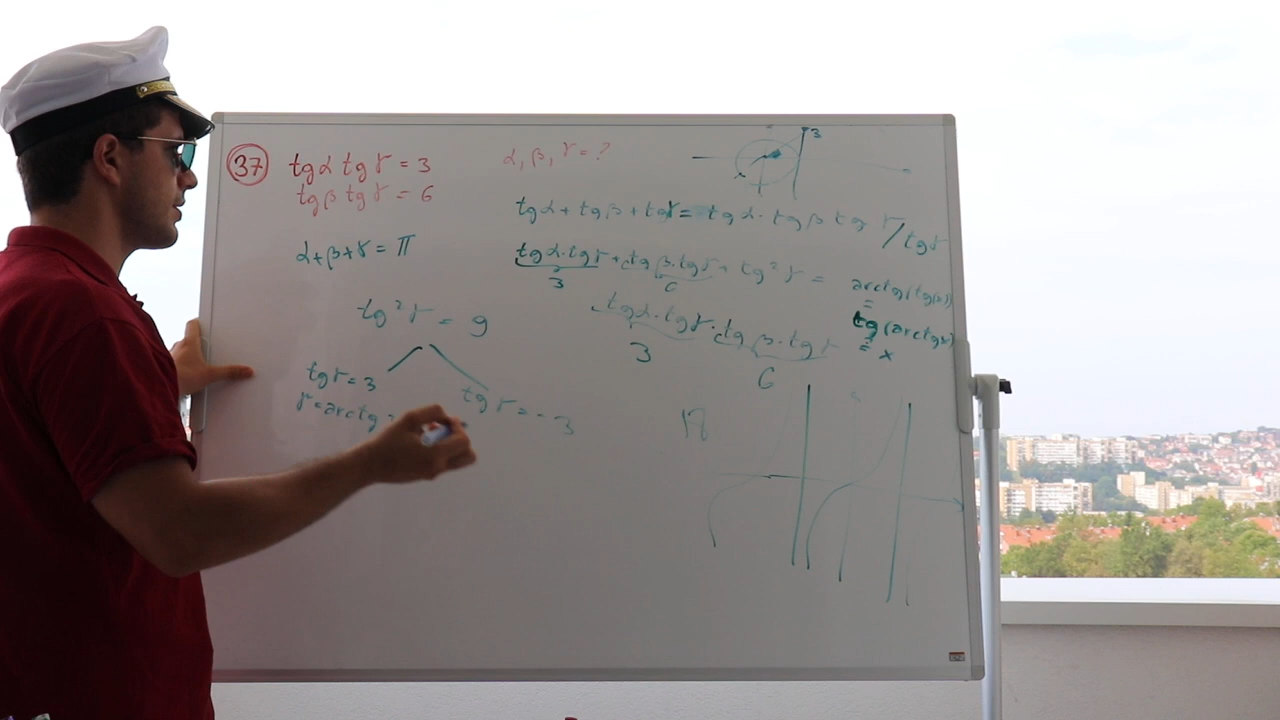 37
tgα tgγ = 3
tgβ tgγ = 6
α, β, γ = ?
3
α+β+γ = π
tgα + tgβ + tgγ = tgα · tgβ tgγ / tgγ
tgα·tgγ + tgβ·tgγ + tg²γ =
3 6
tgα·tgγ · tgβ·tgγ
3 6
arctg(tg(x))
=
tg(arctgx)
= x
tg²γ = 9
tgγ = 3
γ = arctg
tgγ = -3
18